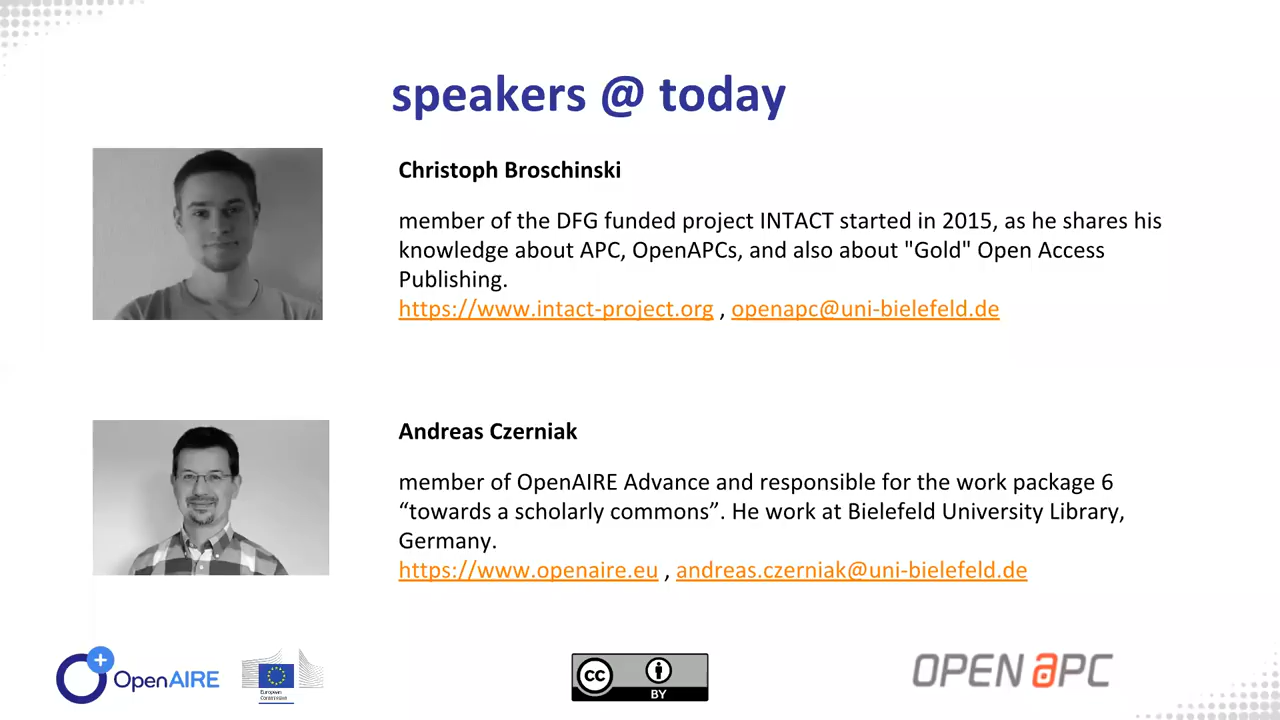 speakers @ today
Christoph Broschinski
member of the DFG funded project INTACT started in 2015, as he shares his
knowledge about APC, OpenAPCs, and also about "Gold" Open Access
Publishing.
https://www.intact-project.org , openapc@uni-bielefeld.de
Andreas Czerniak
member of OpenAIRE Advance and responsible for the work package 6
“towards a scholarly commons”. He work at Bielefeld University Library,
Germany.
https://www.openaire.eu , andreas.czerniak@uni-bielefeld.de
OpenAIRE
European
Commission
cc
BY
OPEN APC